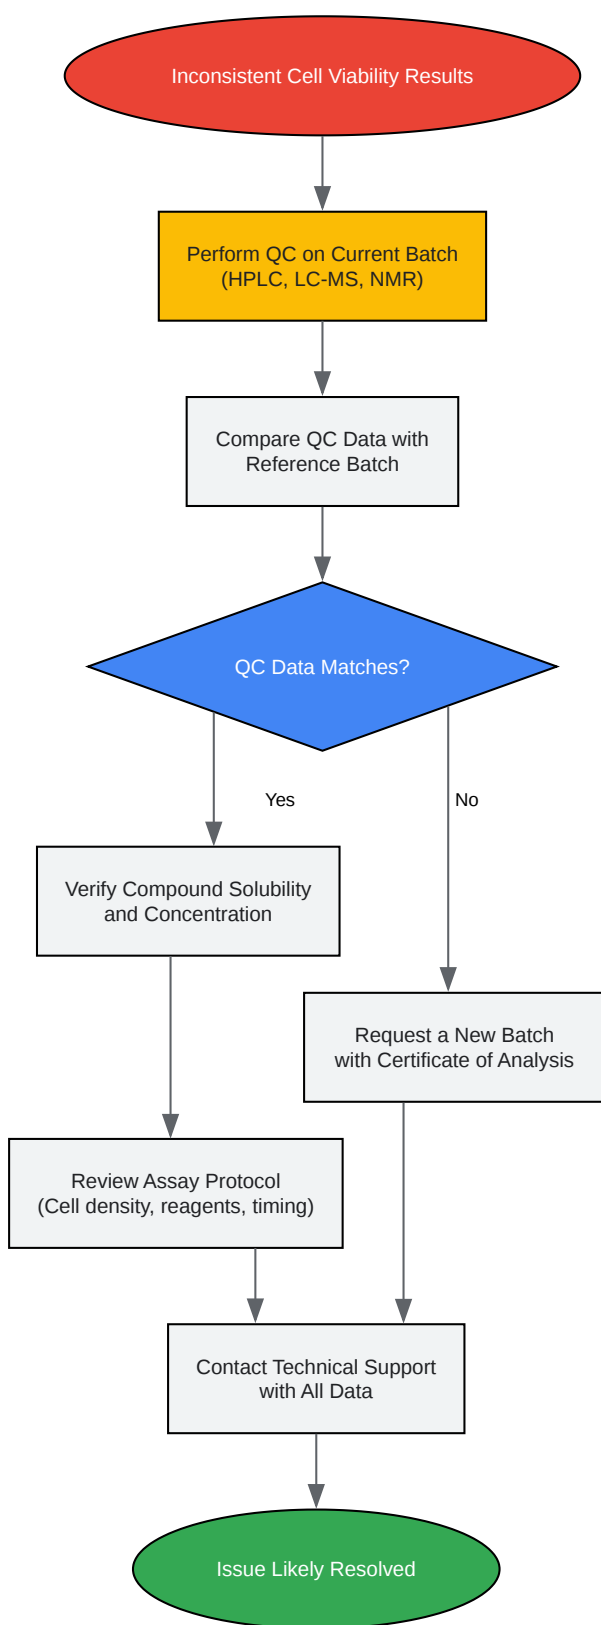 Inconsistent Cell Viability Results
Perform QC on Current Batch
(HPLC, LC-MS, NMR)
Compare QC Data with
Reference Batch
QC Data Matches?
Yes
No
Verify Compound Solubility
and Concentration
Request a New Batch
with Certificate of Analysis
Review Assay Protocol
(Cell density, reagents, timing)
Contact Technical Support
with All Data
Issue Likely Resolved